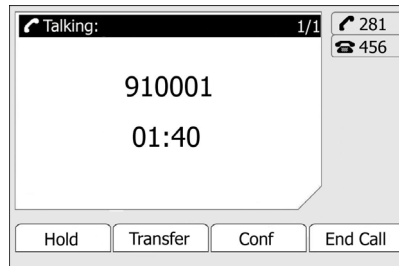 Talking: 1/1
281
456
910001
01:40
Hold Transfer Conf End Call